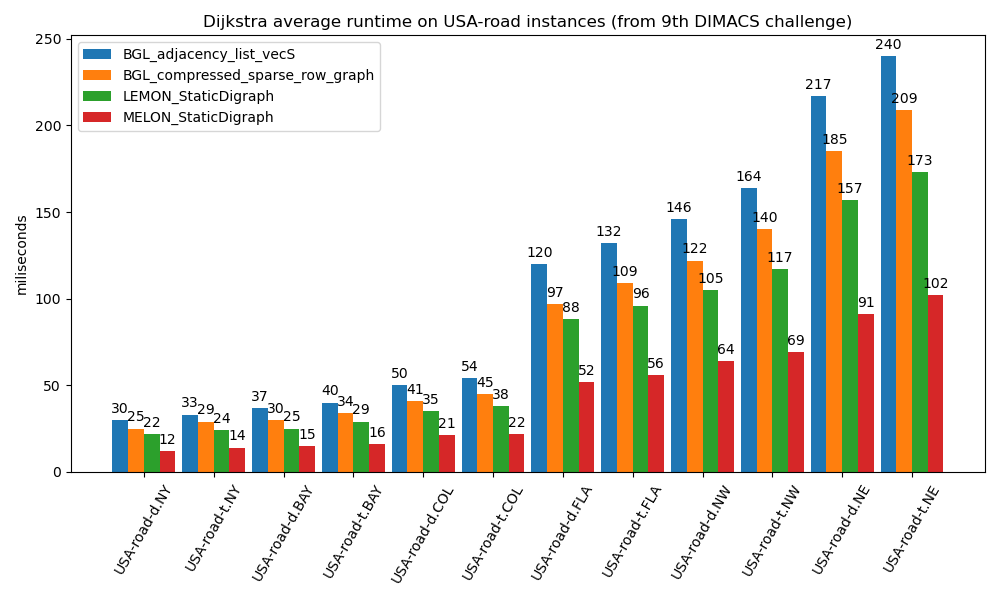 Dijkstra average runtime on USA-road instances (from 9th DIMACS challenge)
BGL_adjacency_list_vecS
BGL_compressed_sparse_row_graph
LEMON_StaticDigraph
MELON_StaticDigraph
miliseconds
250
200
150
100
50
0
30 25 22 12
33 29 24 14
37 30 25 15
40 34 29 16
50 41 35 21
54 45 38 22
120 97 88 52
132 109 96 56
146 122 105 64
164 140 117 69
217 185 157 91
240 209 173 102
USA-road-d.NY
USA-road-t.NY
USA-road-d.BAY
USA-road-t.BAY
USA-road-d.COL
USA-road-t.COL
USA-road-d.FLA
USA-road-t.FLA
USA-road-d.NW
USA-road-t.NW
USA-road-d.NE
USA-road-t.NE